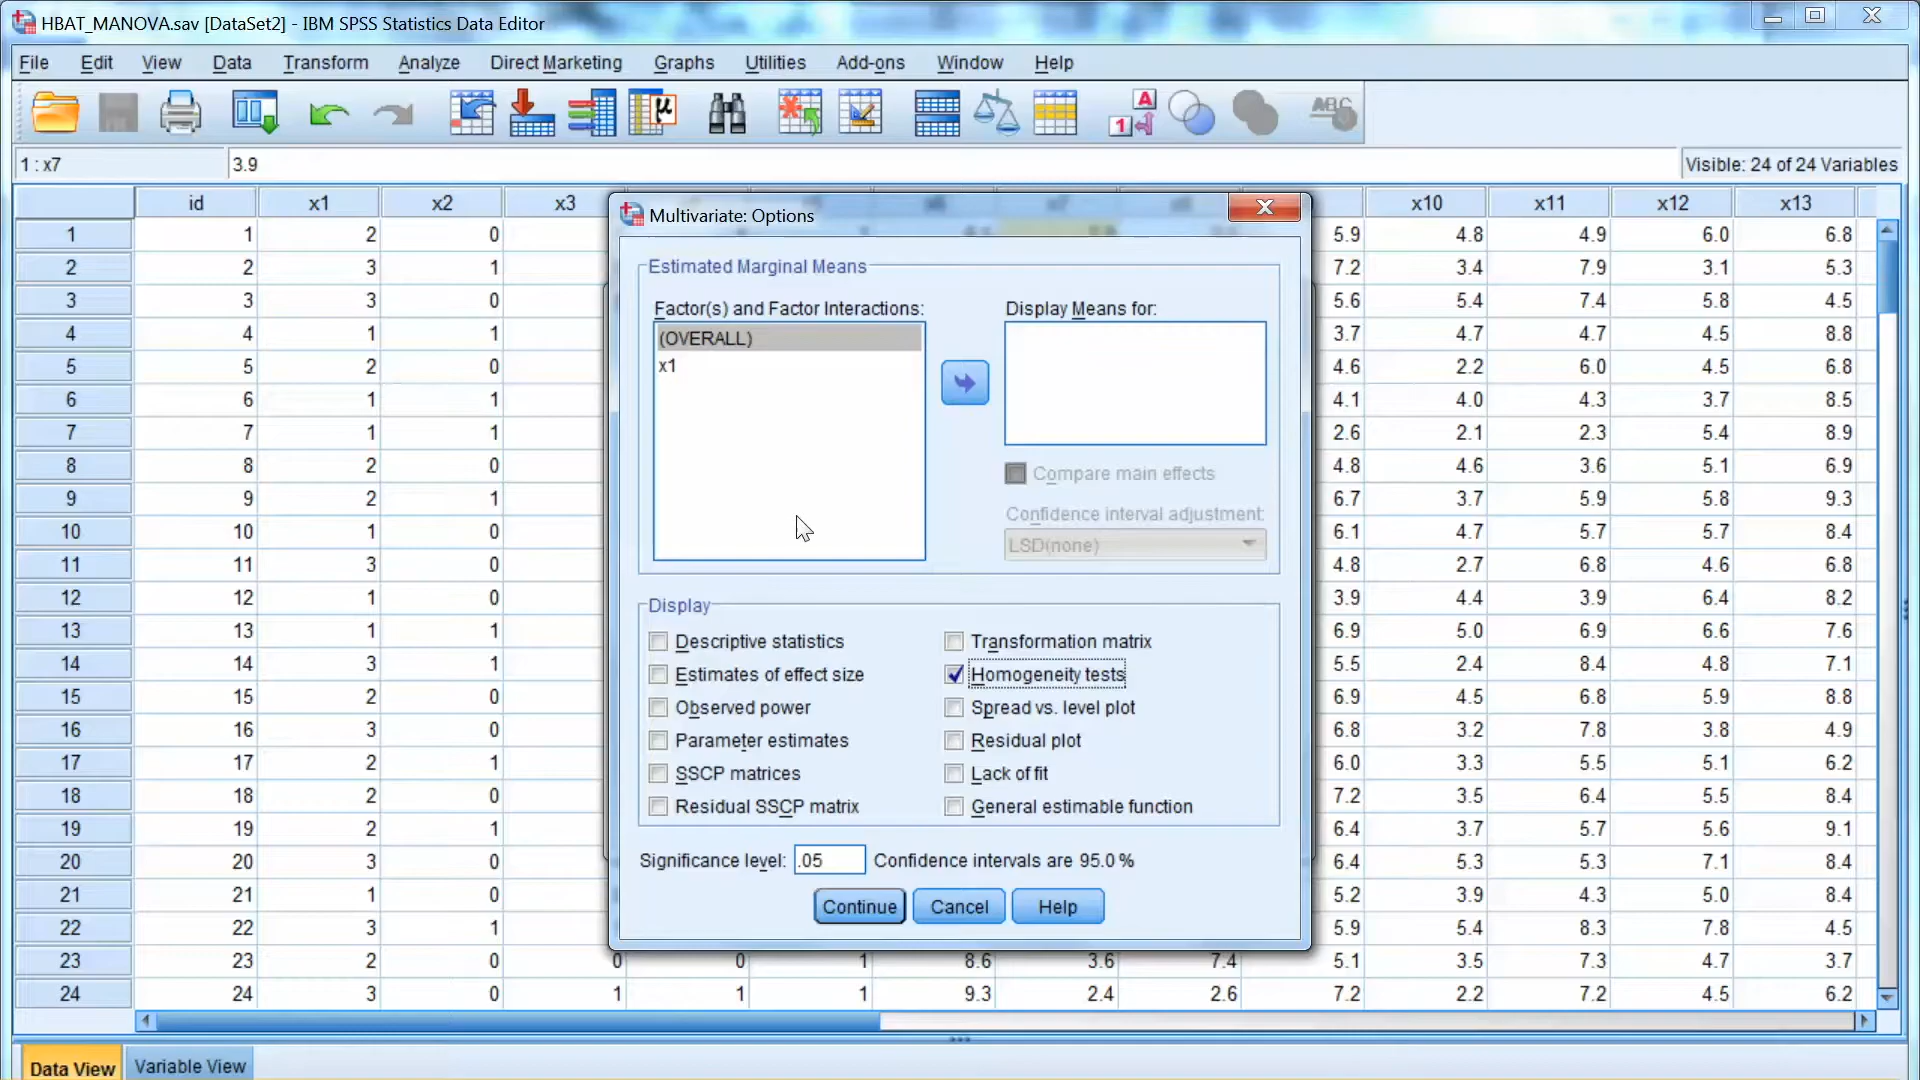 HBAT_MANOVA.sav [DataSet2] - IBM SPSS Statistics Data Editor
File Edit View Data Transform Analyze Direct Marketing Graphs Utilities Add-ons Window Help
1 : x7 3.9 Visible: 24 of 24 Variables
id x1 x2 x3 x10 x11 x12 x13
Multivariate: Options
Estimated Marginal Means
Factor(s) and Factor Interactions: Display Means for:
(OVERALL)
x1
Compare main effects
Confidence interval adjustment:
LSD(none)
Display
Descriptive statistics Transformation matrix
Estimates of effect size Homogeneity tests
Observed power Spread vs. level plot
Parameter estimates Residual plot
SSCP matrices Lack of fit
Residual SSCP matrix General estimable function
Significance level: .05 Confidence intervals are 95.0 %
Continue Cancel Help
1 1 2 0 5.9 4.8 4.9 6.0 6.8
2 2 3 1 7.2 3.4 7.9 3.1 5.3
3 3 3 0 5.6 5.4 7.4 5.8 4.5
4 4 1 1 3.7 4.7 4.7 4.5 8.8
5 5 2 0 4.6 2.2 6.0 4.5 6.8
6 6 1 1 4.1 4.0 4.3 3.7 8.5
7 7 1 1 2.6 2.1 2.3 5.4 8.9
8 8 2 0 4.8 4.6 3.6 5.1 6.9
9 9 2 1 6.7 3.7 5.9 5.8 9.3
10 10 1 0 6.1 4.7 5.7 5.7 8.4
11 11 3 0 4.8 2.7 6.8 4.6 6.8
12 12 1 0 3.9 4.4 3.9 6.4 8.2
13 13 1 1 6.9 5.0 6.9 6.6 7.6
14 14 3 1 5.5 2.4 8.4 4.8 7.1
15 15 2 0 6.9 4.5 6.8 5.9 8.8
16 16 3 0 6.8 3.2 7.8 3.8 4.9
17 17 2 1 6.0 3.3 5.5 5.1 6.2
18 18 2 0 7.2 3.5 6.4 5.5 8.4
19 19 2 1 6.4 3.7 5.7 5.6 9.1
20 20 3 0 6.4 5.3 5.3 7.1 8.4
21 21 1 0 5.2 3.9 4.3 5.0 8.4
22 22 3 1 5.9 5.4 8.3 7.8 4.5
23 23 2 0 0 0 1 8.6 3.6 7.4 5.1 3.5 7.3 4.7 3.7
24 24 3 0 1 1 1 9.3 2.4 2.6 7.2 2.2 7.2 4.5 6.2
Data View Variable View